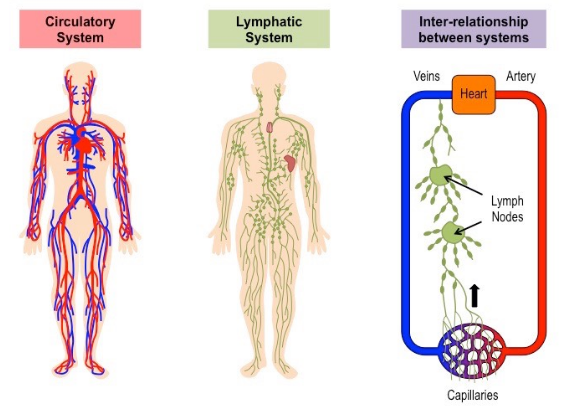 Circulatory
System
Lymphatic
System
Inter-relationship
between systems
Veins
Artery
Heart
Lymph
Nodes
Capillaries